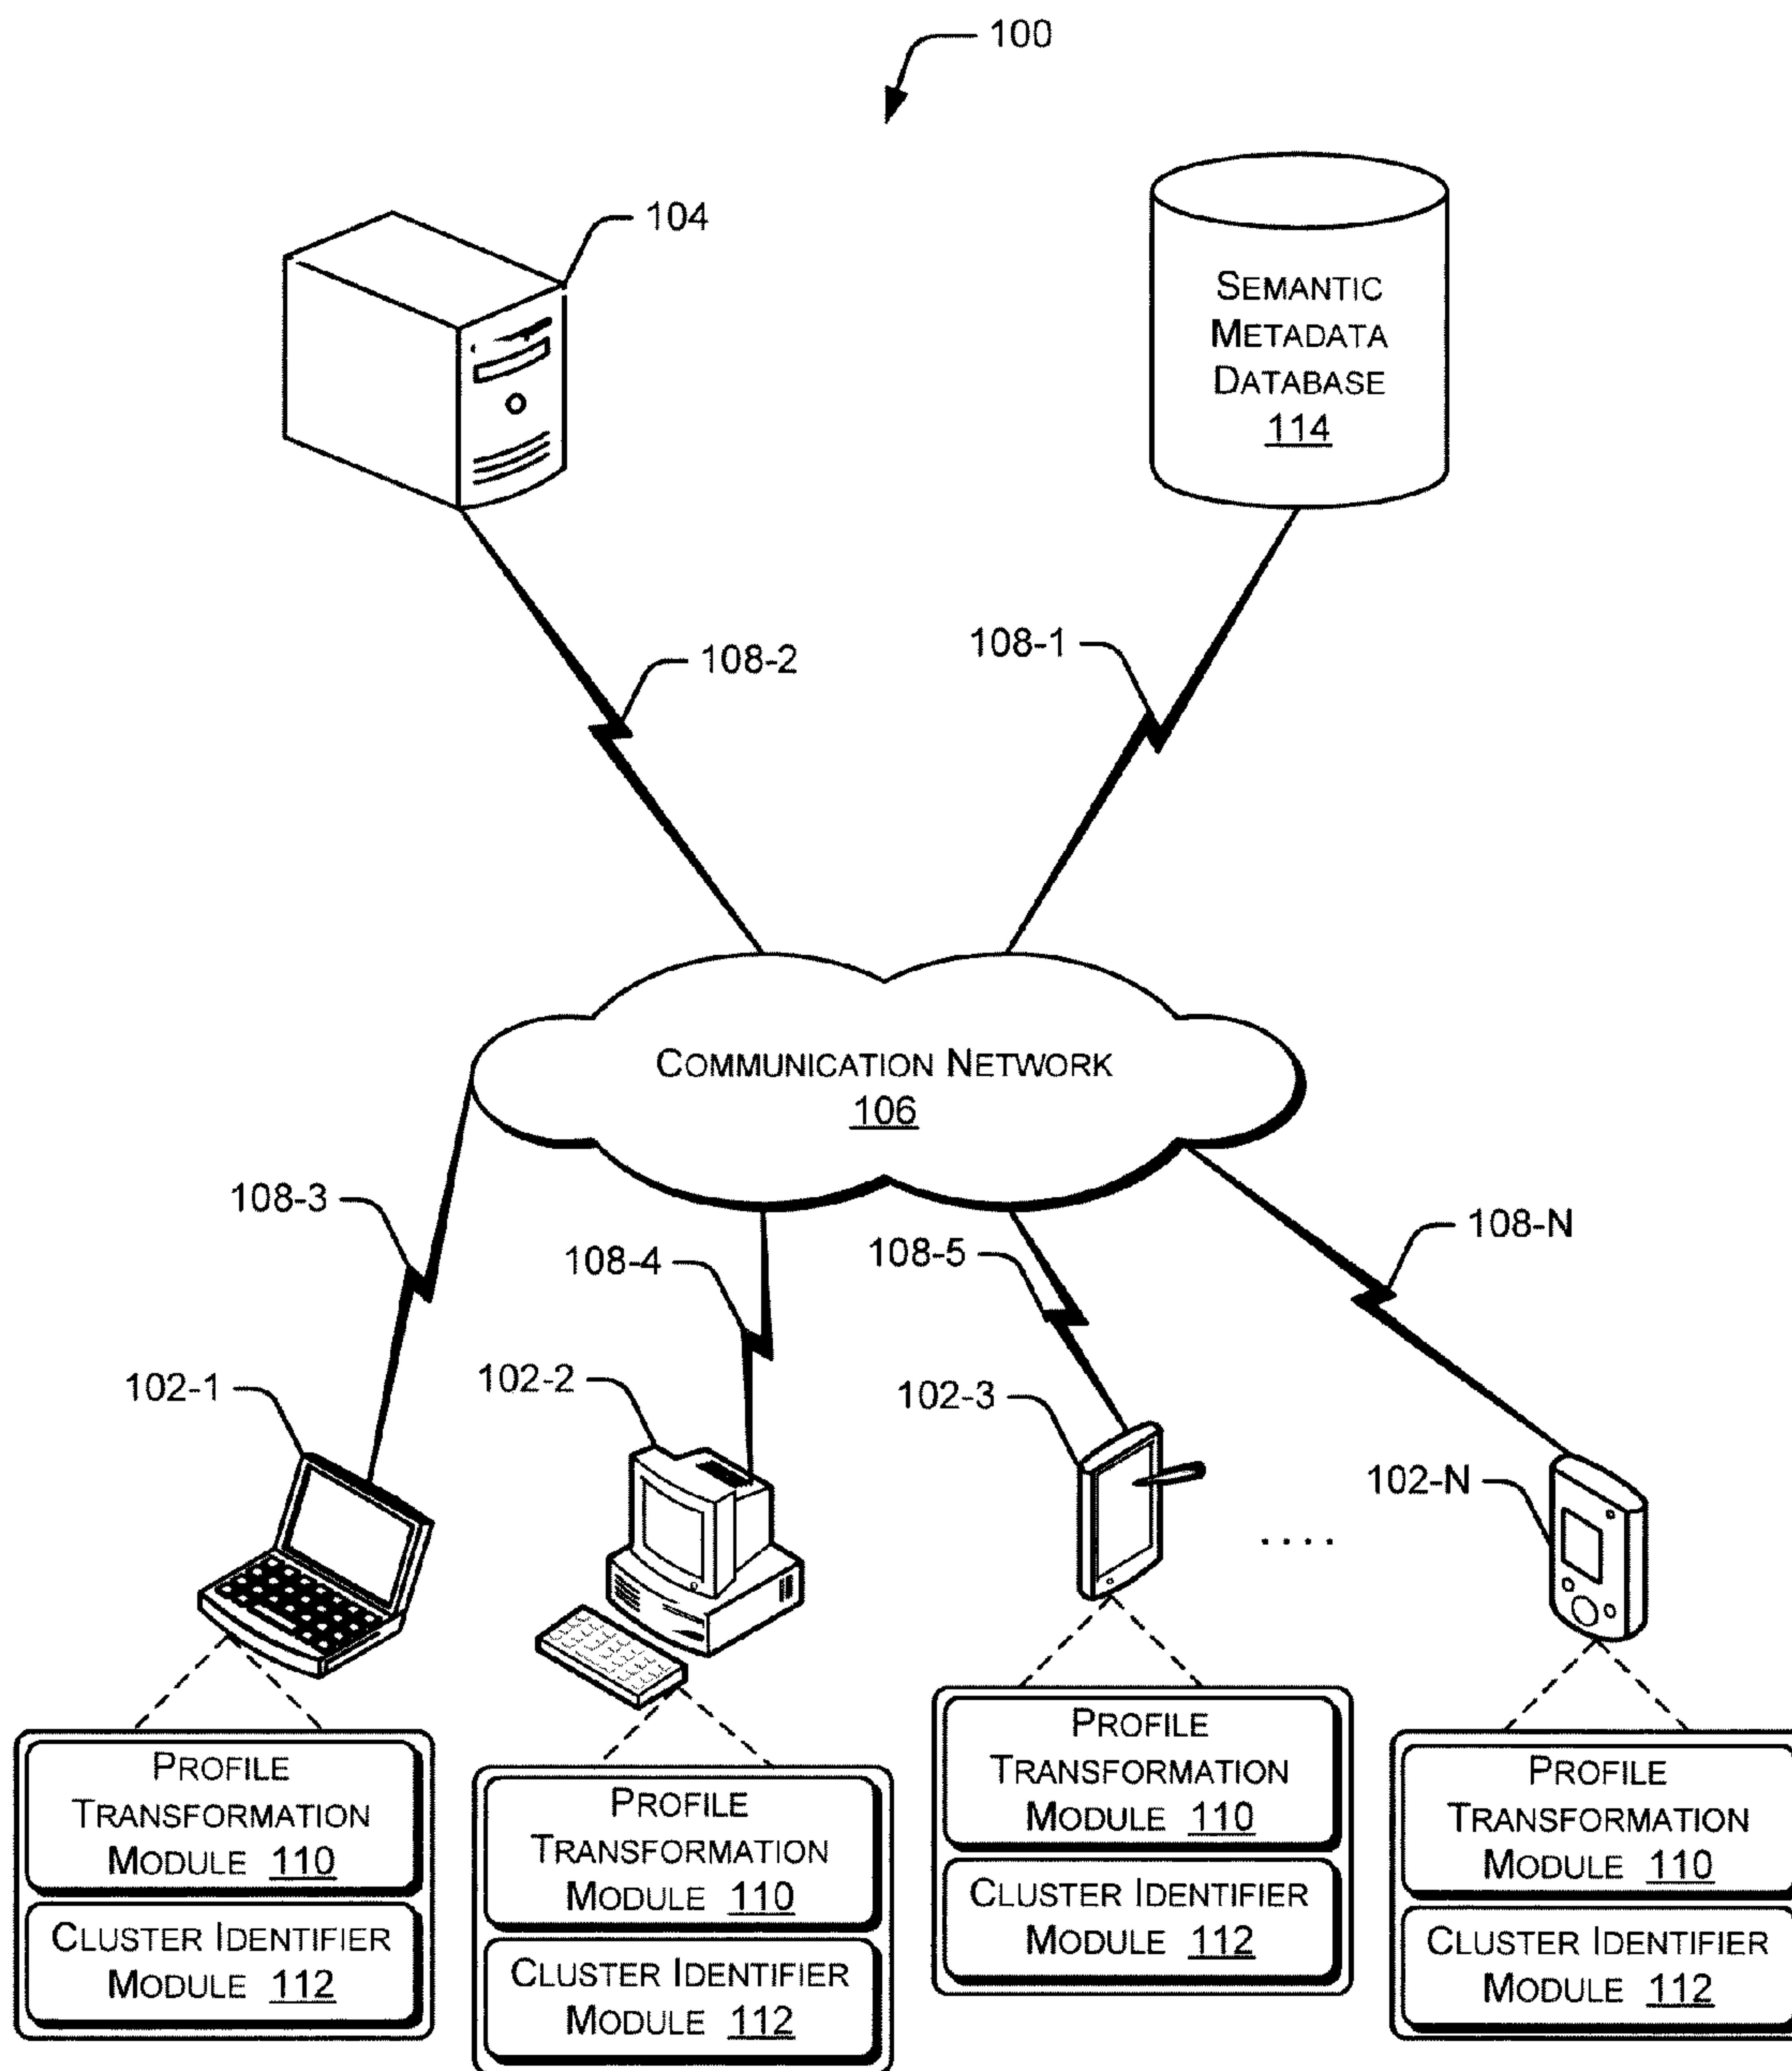 100
104
SEMANTIC
METADATA
DATABASE
114
108-2
108-1
COMMUNICATION NETWORK
106
108-3
108-4
108-5
108-N
102-1
102-2
102-3
102-N
....
PROFILE
TRANSFORMATION
MODULE 110
CLUSTER IDENTIFIER
MODULE 112
PROFILE
TRANSFORMATION
MODULE 110
CLUSTER IDENTIFIER
MODULE 112
PROFILE
TRANSFORMATION
MODULE 110
CLUSTER IDENTIFIER
MODULE 112
PROFILE
TRANSFORMATION
MODULE 110
CLUSTER IDENTIFIER
MODULE 112